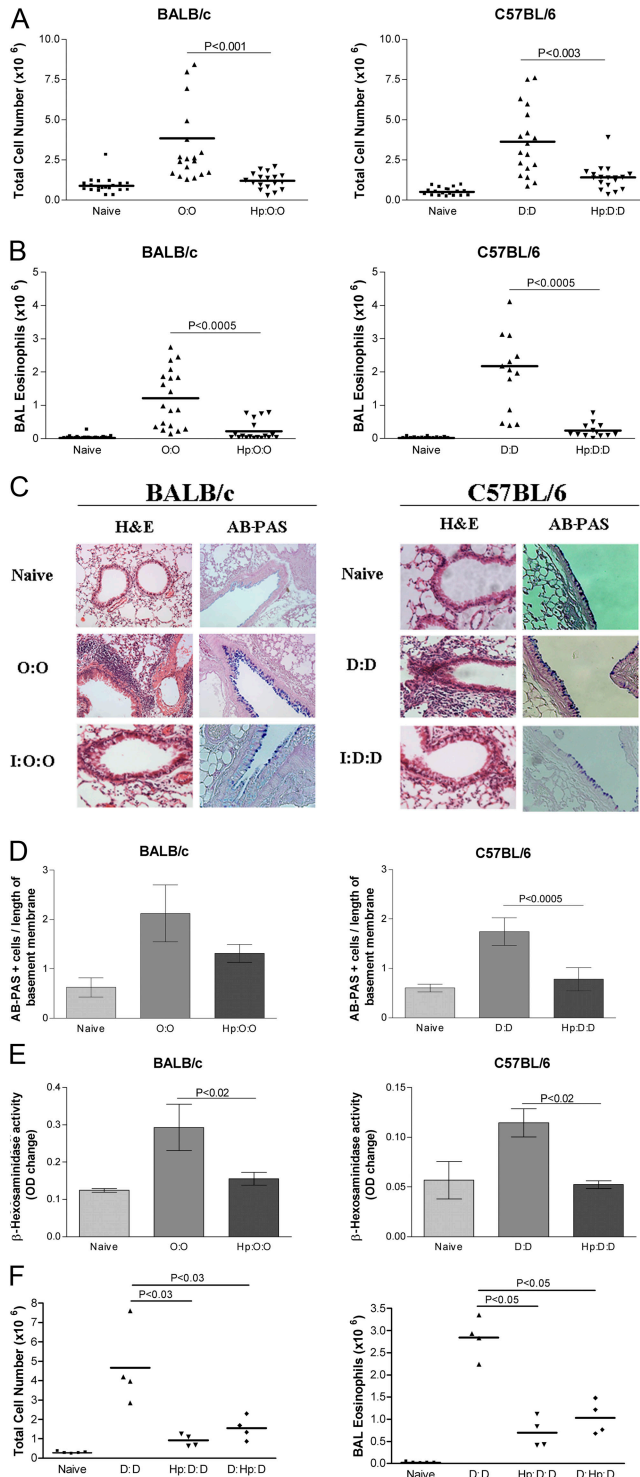 A
BALB/c
C57BL/6
Total Cell Number (x10 6)
10.0
7.5
5.0
2.5
0.0
P<0.001
Naive O:O Hp:O:O
Total Cell Number (x10 6)
10.0
7.5
5.0
2.5
0.0
P<0.003
Naive D:D Hp:D:D
B
BALB/c
C57BL/6
BAL Eosinophils (x10 6)
5
4
3
2
1
0
P<0.0005
Naive O:O Hp:O:O
BAL Eosinophils (x10 6)
5
4
3
2
1
0
P<0.0005
Naive D:D Hp:D:D
C
BALB/c
C57BL/6
H&E AB-PAS
H&E AB-PAS
Naive
Naive
O:O
D:D
I:O:O
I:D:D
D
BALB/c
C57BL/6
AB-PAS + cells / length of
basement membrane
3
2
1
0
Naive O:O Hp:O:O
AB-PAS + cells / length of
basement membrane
3
2
1
0
P<0.0005
Naive D:D Hp:D:D
E
BALB/c
C57BL/6
β-Hexosaminidase activity
(OD change)
0.4
0.3
0.2
0.1
0.0
P<0.02
Naive O:O Hp:O:O
β-Hexosaminidase activity
(OD change)
0.15
0.10
0.05
0.00
P<0.02
Naive D:D Hp:D:D
F
Total Cell Number (x10 6)
8
7
6
5
4
3
2
1
0
P<0.03
P<0.03
Naive D:D Hp:D:D D:Hp:D
BAL Eosinophils (x10 6)
3.5
3.0
2.5
2.0
1.5
1.0
0.5
0.0
P<0.05
P<0.05
Naive D:D Hp:D:D D:Hp:D